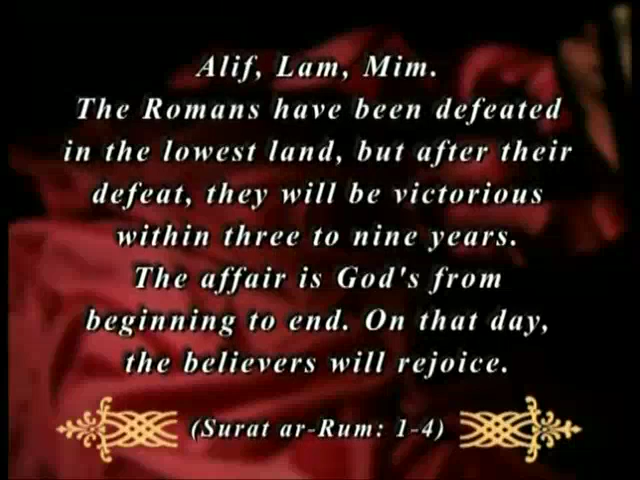 Alif, Lam, Mim.
The Romans have been defeated
in the lowest land, but after their
defeat, they will be victorious
within three to nine years.
The affair is God's from
beginning to end. On that day,
the believers will rejoice.
(Surat ar-Rum: 1-4)